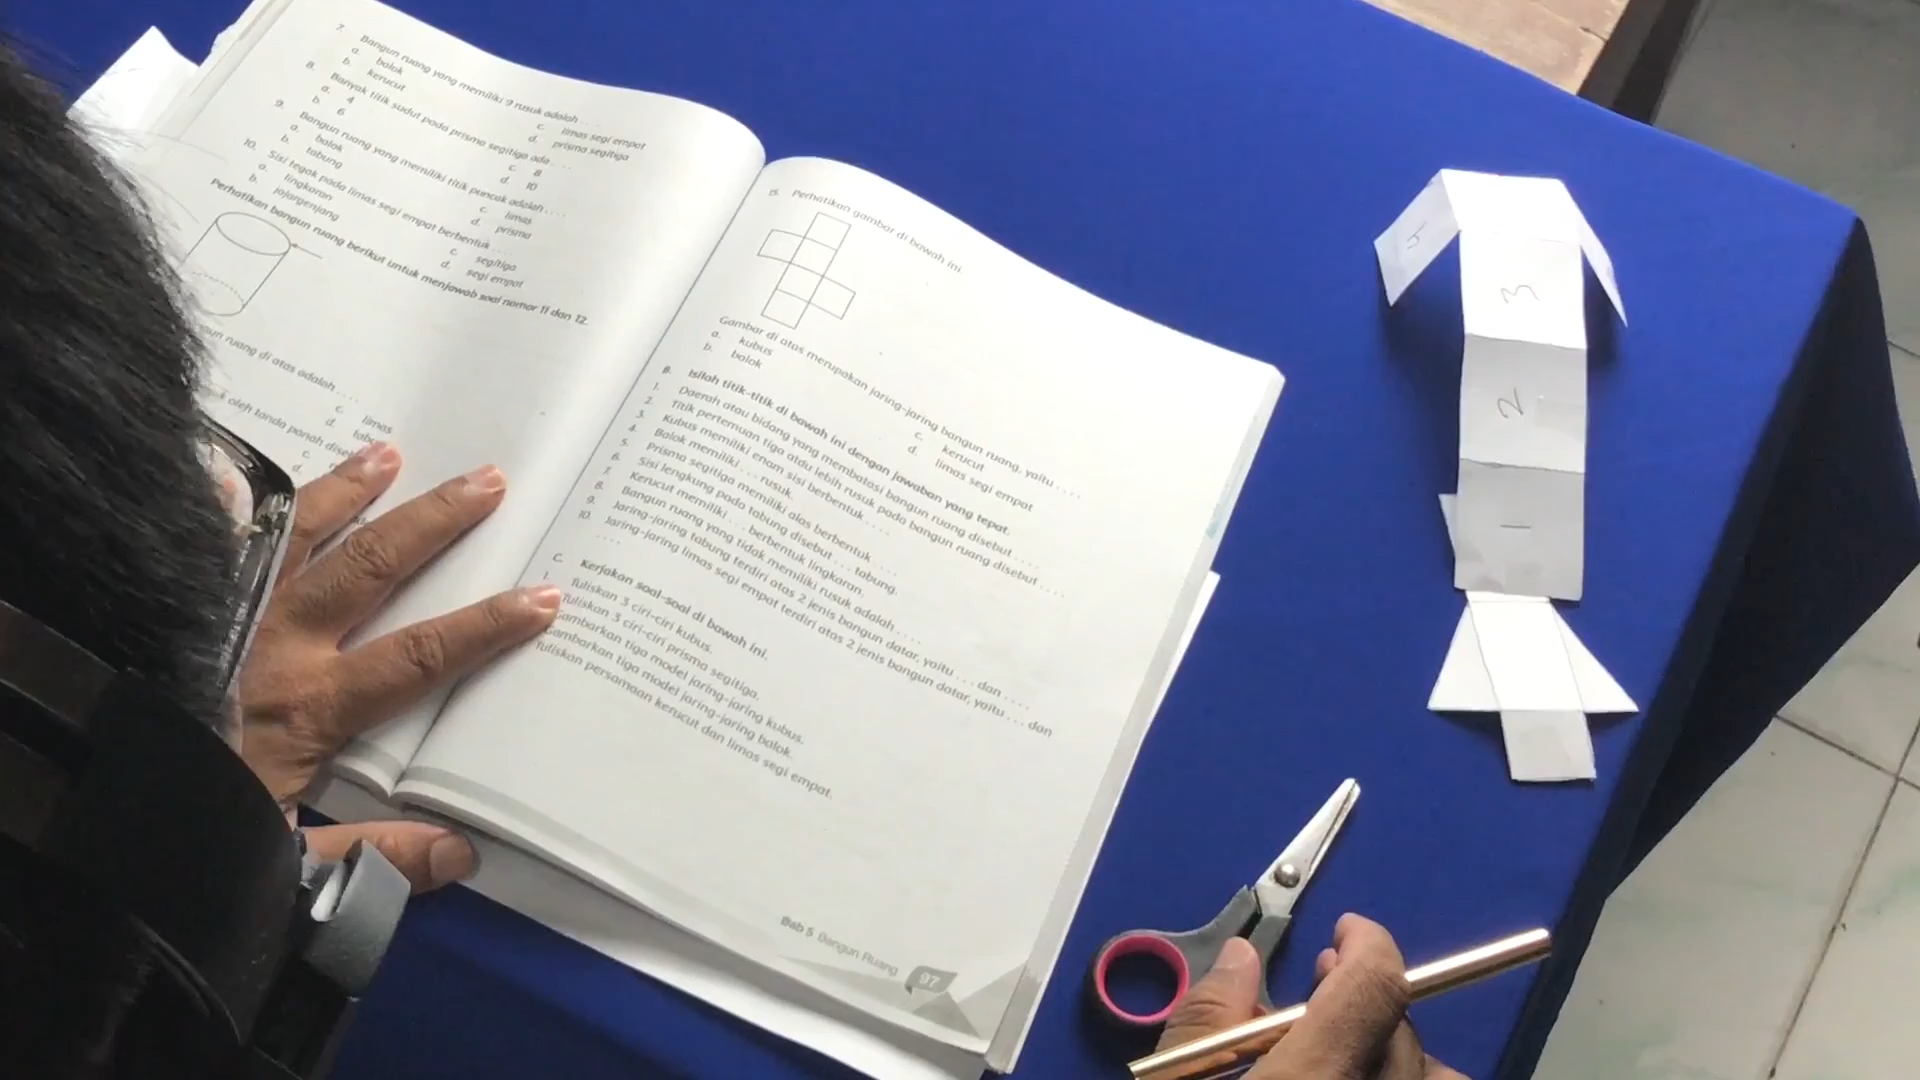 7. Bangun ruang yang memiliki 9 rusuk adalah . . . .
a. balok
b. kerucut
c. limas segi empat
d. prisma segitiga
8. Banyak titik sudut pada prisma segitiga ada . . . .
a. 4
b. 6
c. 8
d. 10
9. Bangun ruang yang memiliki titik puncak adalah . . . .
a. balok
b. tabung
c. limas
d. prisma
10. Sisi tegak pada limas segi empat berbentuk . . . .
a. lingkaran
b. jajargenjang
c. segitiga
d. segi empat
Perhatikan bangun ruang berikut untuk menjawab soal nomor 11 dan 12.
ruang di atas adalah . . . .
c. limas
d.
oleh tanda panah
c.
d.
15. Perhatikan gambar di bawah ini.
Gambar di atas merupakan jaring-jaring bangun ruang, yaitu . . . .
a. kubus
b. balok
c. kerucut
d. limas segi empat
B. Isilah titik-titik di bawah ini dengan jawaban yang tepat.
1. Daerah atau bidang yang membatasi bangun ruang disebut . . . .
2. Titik pertemuan tiga atau lebih rusuk pada bangun ruang disebut . . . .
3. Kubus memiliki enam sisi berbentuk . . . .
4. Balok memiliki . . . rusuk.
5. Prisma segitiga memiliki alas berbentuk . . . .
6. Sisi lengkung pada tabung disebut . . . tabung.
7. Kerucut memiliki . . . berbentuk lingkaran.
8. Bangun ruang yang tidak memiliki rusuk adalah . . . .
9. Jaring-jaring tabung terdiri atas 2 jenis bangun datar, yaitu . . . dan . . . .
10. Jaring-jaring limas segi empat terdiri atas 2 jenis bangun datar, yaitu . . . dan . . . .
C. Kerjakan soal-soal di bawah ini.
1. Tuliskan 3 ciri-ciri kubus.
Tuliskan 3 ciri-ciri prisma segitiga.
Gambarkan tiga model jaring-jaring kubus.
Gambarkan tiga model jaring-jaring balok.
Tuliskan persamaan kerucut dan limas segi empat.
Bab 5 Bangun Ruang 97
3
2
1